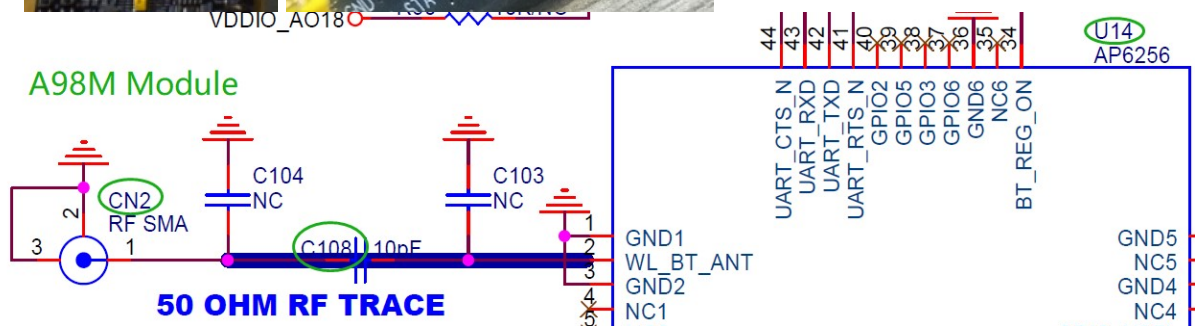 VDDIO_AO18
A98M Module
CN2
RF SMA
2
3
1
C104
NC
C103
NC
C108
10nF
50 OHM RF TRACE
U14
AP6256
44
43
42
41
40
39
38
37
36
35
34
UART_CTS_N
UART_RXD
UART_TXD
UART_RTS_N
GPIO2
GPIO5
GPIO3
GPIO6
GND6
NC6
BT_REG_ON
1
2
3
4
5
GND1
WL_BT_ANT
GND2
NC1
GND5
NC5
GND4
NC4